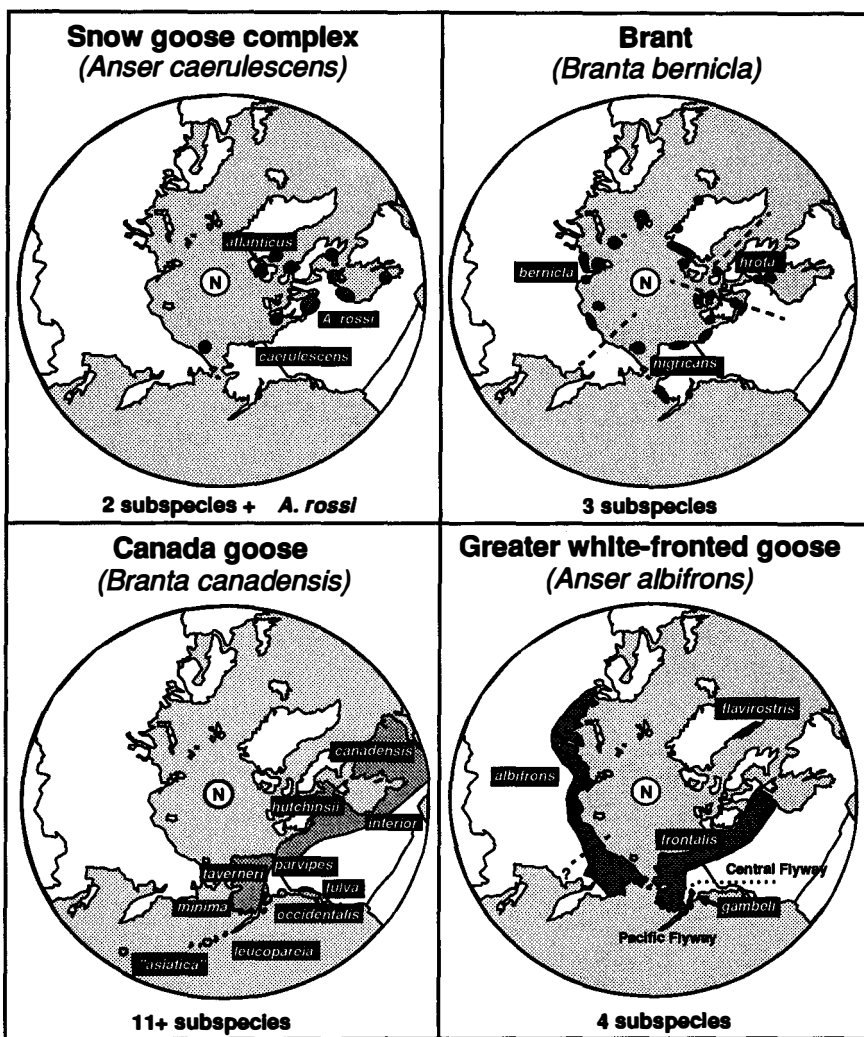 Snow goose complex
(Anser caerulescens)
atlanticus
N
A. rossi
caerulescens
2 subspecies + A. rossi
Brant
(Branta bernicla)
bernicla
hrota
N
nigricans
3 subspecies
Canada goose
(Branta canadensis)
canadensis
N
hutchinsii
interior
parvipes
taverneri
fulva
minima
occidentalis
leucopareia
"asiatica"
11+ subspecies
Greater white-fronted goose
(Anser albifrons)
flavirostris
albifrons
N
frontalis
?
Central Flyway
gambeli
Pacific Flyway
4 subspecies